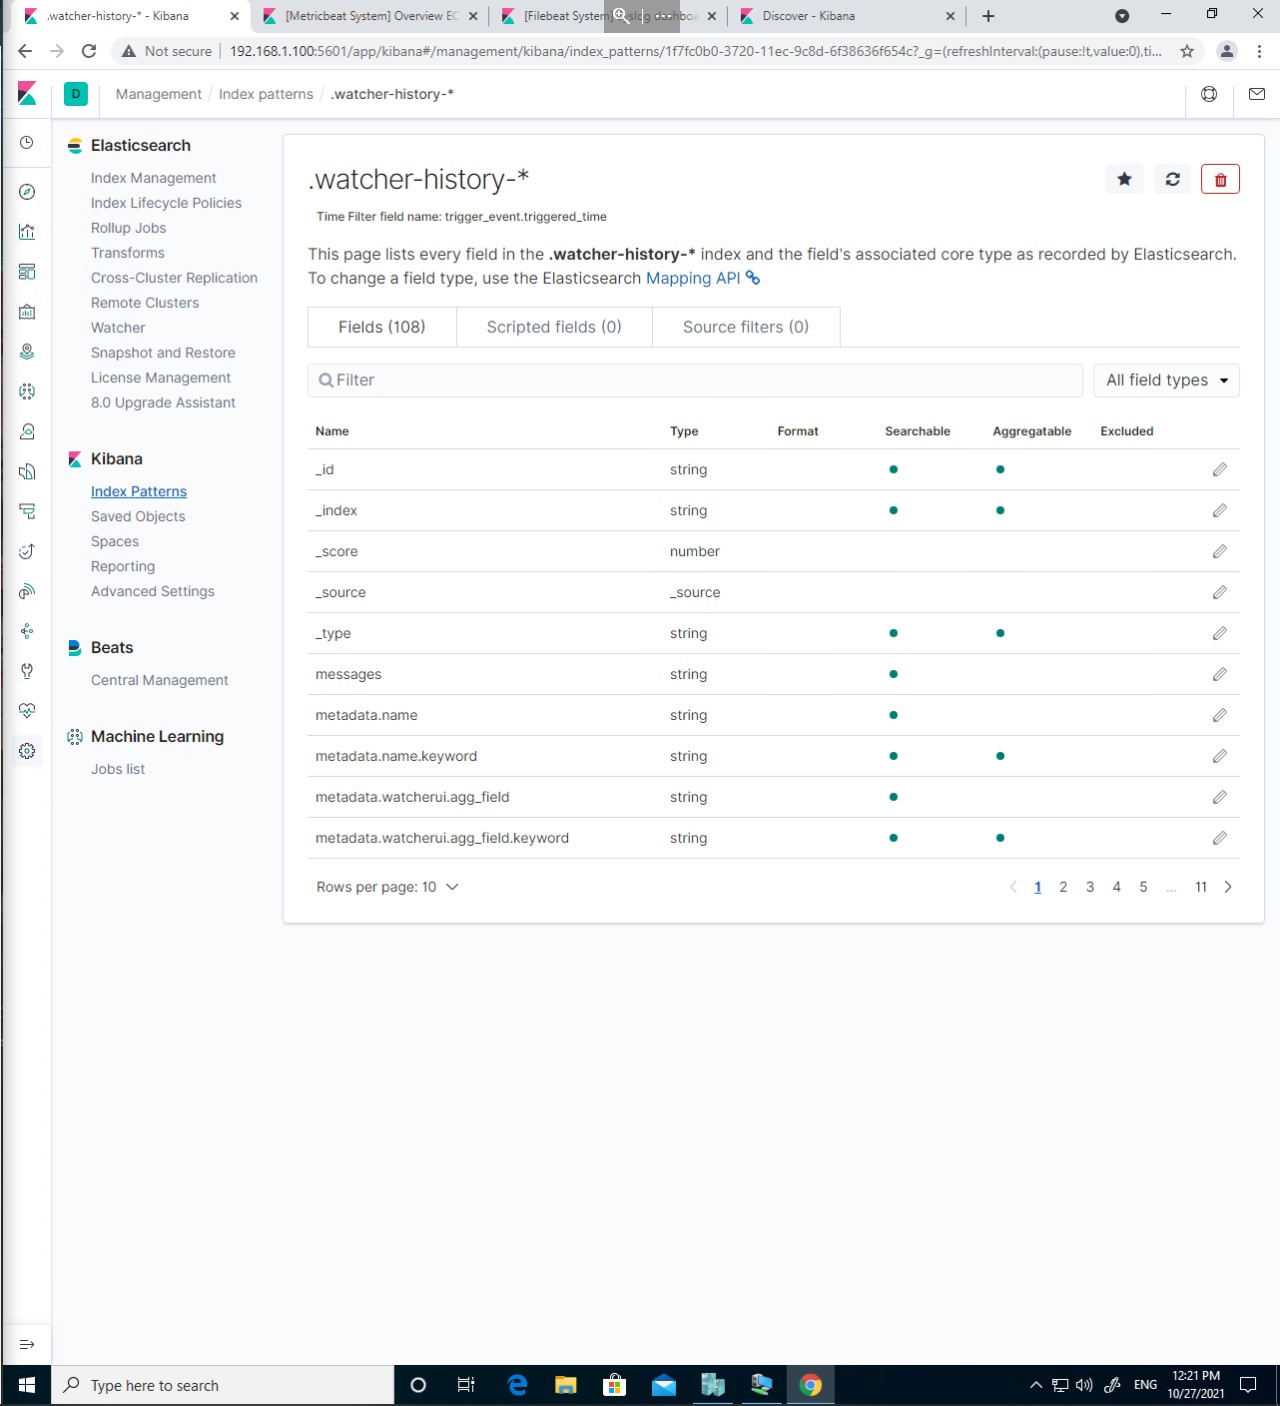 .watcher-history-* - Kibana
[Metricbeat System] Overview EC
[Filebeat System]
Discover - Kibana
Not secure
192.168.1.100:5601/app/kibana#/management/kibana/index_patterns/1f7fc0b0-3720-11ec-9c8d-6f38636f654c?_g=(refreshInterval:(pause:!t,value:0),ti...
D
Management / Index patterns / .watcher-history-*
Elasticsearch
Index Management
Index Lifecycle Policies
Rollup Jobs
Transforms
Cross-Cluster Replication
Remote Clusters
Watcher
Snapshot and Restore
License Management
8.0 Upgrade Assistant
Kibana
Index Patterns
Saved Objects
Spaces
Reporting
Advanced Settings
Beats
Central Management
Machine Learning
Jobs list
.watcher-history-*
Time Filter field name: trigger_event.triggered_time
This page lists every field in the .watcher-history-* index and the field's associated core type as recorded by Elasticsearch.
To change a field type, use the Elasticsearch Mapping API
Fields (108) Scripted fields (0) Source filters (0)
Filter All field types
Name Type Format Searchable Aggregatable Excluded
_id string
_index string
_score number
_source _source
_type string
messages string
metadata.name string
metadata.name.keyword string
metadata.watcherui.agg_field string
metadata.watcherui.agg_field.keyword string
Rows per page: 10 1 2 3 4 5 ... 11
Type here to search
ENG
12:21 PM
10/27/2021